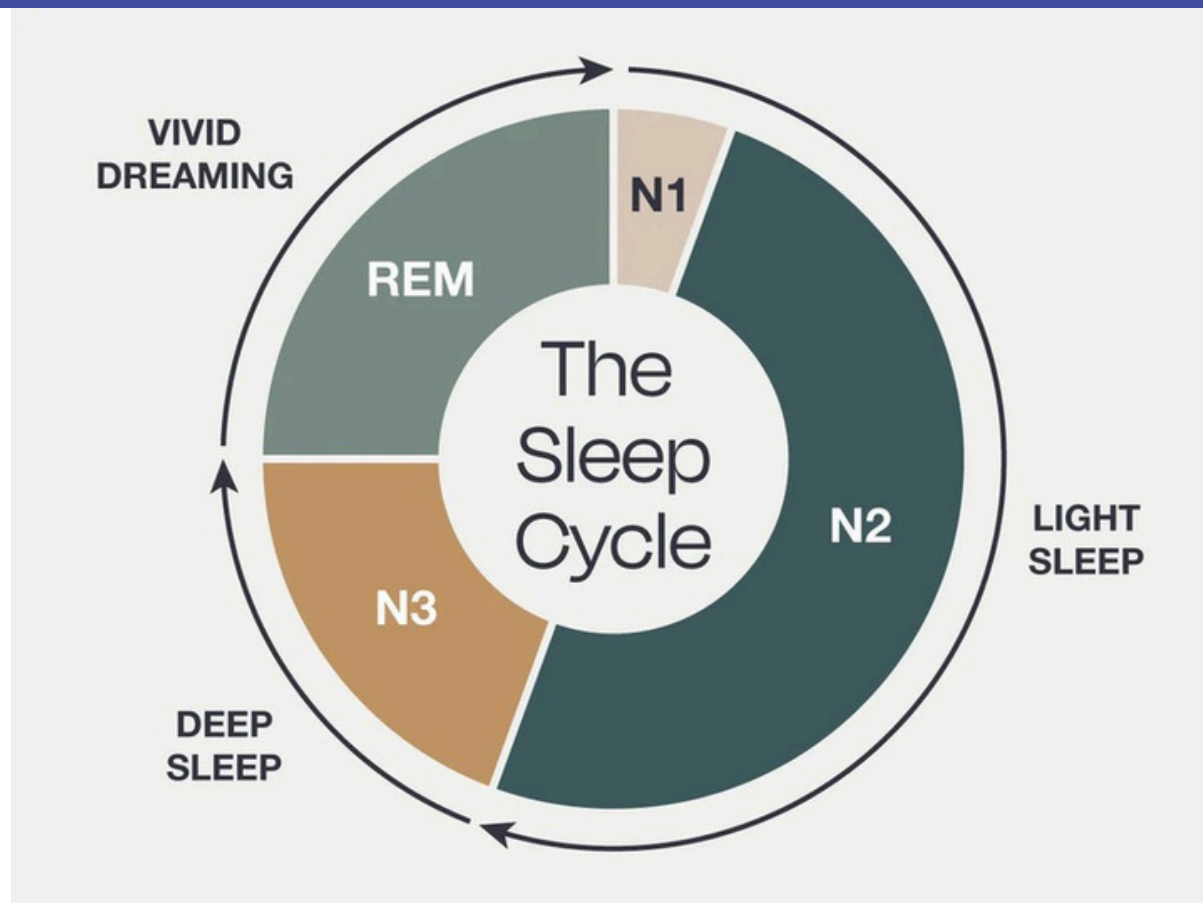 The
Sleep
Cycle
N1
N2
N3
REM
LIGHT
SLEEP
DEEP
SLEEP
VIVID
DREAMING